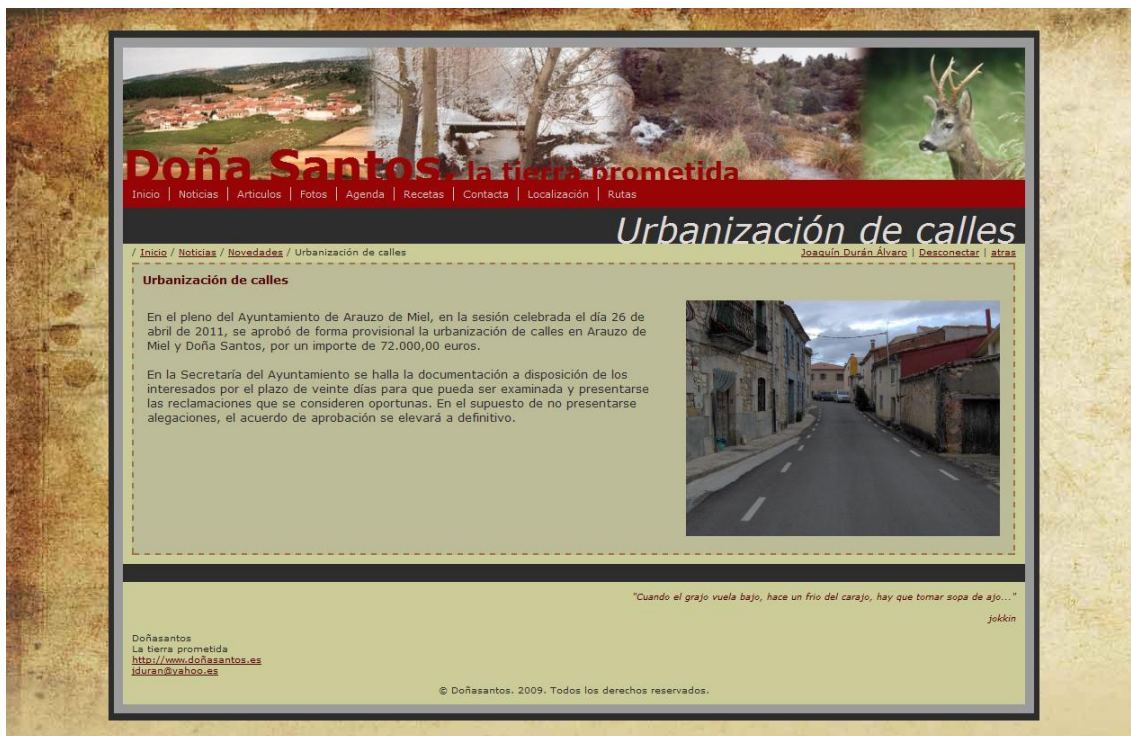 Doña Santos, la tierra prometida
Inicio | Noticias | Articulos | Fotos | Agenda | Recetas | Contacta | Localización | Rutas
Urbanización de calles
/ Inicio / Noticias / Novedades / Urbanización de calles
Joaquín Durán Álvaro | Desconectar | atras
Urbanización de calles
En el pleno del Ayuntamiento de Arauzo de Miel, en la sesión celebrada el día 26 de
abril de 2011, se aprobó de forma provisional la urbanización de calles en Arauzo de
Miel y Doña Santos, por un importe de 72.000,00 euros.
En la Secretaría del Ayuntamiento se halla la documentación a disposición de los
interesados por el plazo de veinte días para que pueda ser examinada y presentarse
las reclamaciones que se consideren oportunas. En el supuesto de no presentarse
alegaciones, el acuerdo de aprobación se elevará a definitivo.
"Cuando el grajo vuela bajo, hace un frio del carajo, hay que tomar sopa de ajo..."
jokkin
Doñasantos
La tierra prometida
http://www.doñasantos.es
jduran@yahoo.es
© Doñasantos. 2009. Todos los derechos reservados.